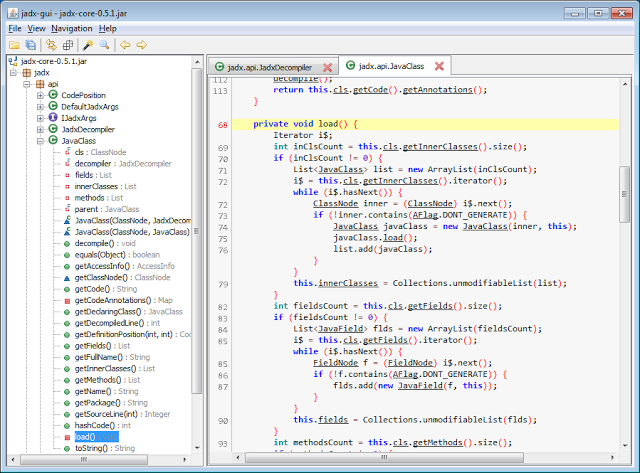 jadx-gui - jadx-core-0.5.1.jar
File View Navigation Help
jadx-core-0.5.1.jar
jadx
api
CodePosition
DefaultJadxArgs
IJadxArgs
JadxDecompiler
JavaClass
cls : ClassNode
decompiler : JadxDecompiler
fields : List
innerClasses : List
methods : List
parent : JavaClass
JavaClass(ClassNode, JadxDecom
JavaClass(ClassNode, JavaClass)
decompile() : void
equals(Object) : boolean
getAccessInfo() : AccessInfo
getClassNode() : ClassNode
getCode() : String
getCodeAnnotations() : Map
getDeclaringClass() : JavaClass
getDecompiledLine() : int
getDefinitionPosition(int, int) : Co
getFields() : List
getFullName() : String
getInnerClasses() : List
getMethods() : List
getName() : String
getPackage() : String
getSourceLine(int) : Integer
hashCode() : int
load()
toString() : String
jadx.api.JadxDecompiler
jadx.api.JavaClass
112 decompile();
113 return this.cls.getCode().getAnnotations();
}
68 private void load() {
Iterator i$;
69 int inClsCount = this.cls.getInnerClasses().size();
70 if (inClsCount != 0) {
71 List<JavaClass> list = new ArrayList(inClsCount);
72 i$ = this.cls.getInnerClasses().iterator();
while (i$.hasNext()) {
72 ClassNode inner = (ClassNode) i$.next();
73 if (!inner.contains(AFlag.DONT_GENERATE)) {
74 JavaClass javaClass = new JavaClass(inner, this);
75 javaClass.load();
76 list.add(javaClass);
}
}
79 this.innerClasses = Collections.unmodifiableList(list);
}
82 int fieldsCount = this.cls.getFields().size();
83 if (fieldsCount != 0) {
84 List<JavaField> flds = new ArrayList(fieldsCount);
85 i$ = this.cls.getFields().iterator();
while (i$.hasNext()) {
85 FieldNode f = (FieldNode) i$.next();
86 if (!f.contains(AFlag.DONT_GENERATE)) {
87 flds.add(new JavaField(f, this));
}
}
90 this.fields = Collections.unmodifiableList(flds);
}
93 int methodsCount = this.cls.getMethods().size();